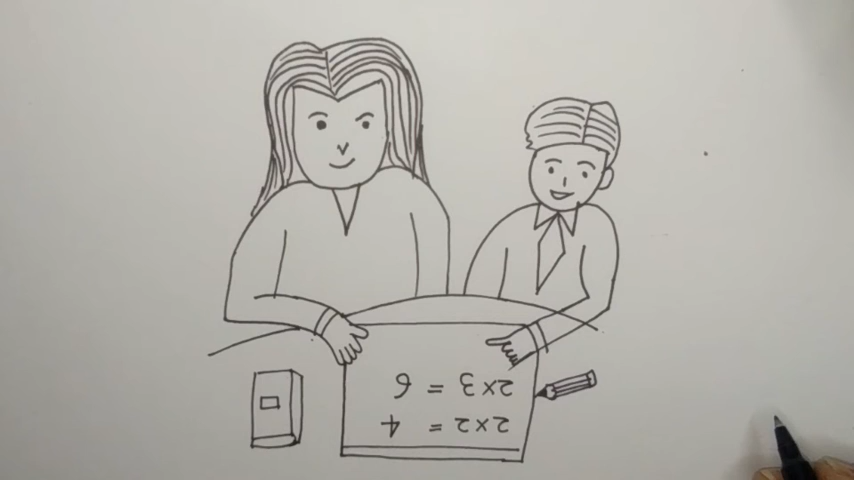 2×2 = 4
2×3 = 6